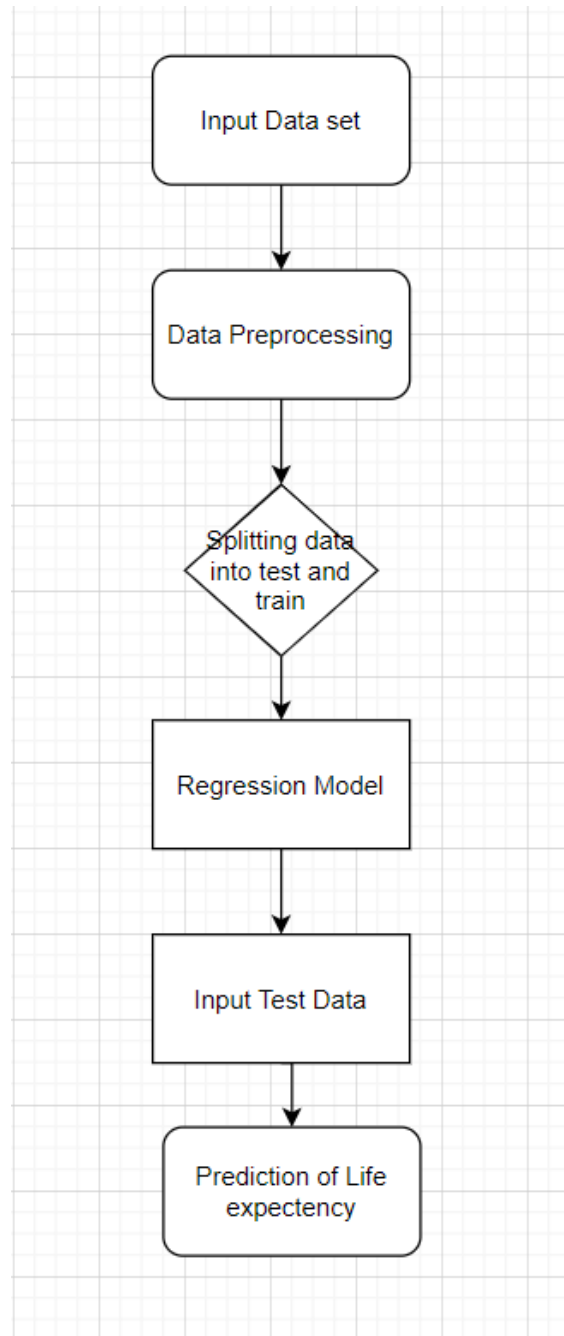 Input Data set
Data Preprocessing
Splitting data
into test and
train
Regression Model
Input Test Data
Prediction of Life
expectency